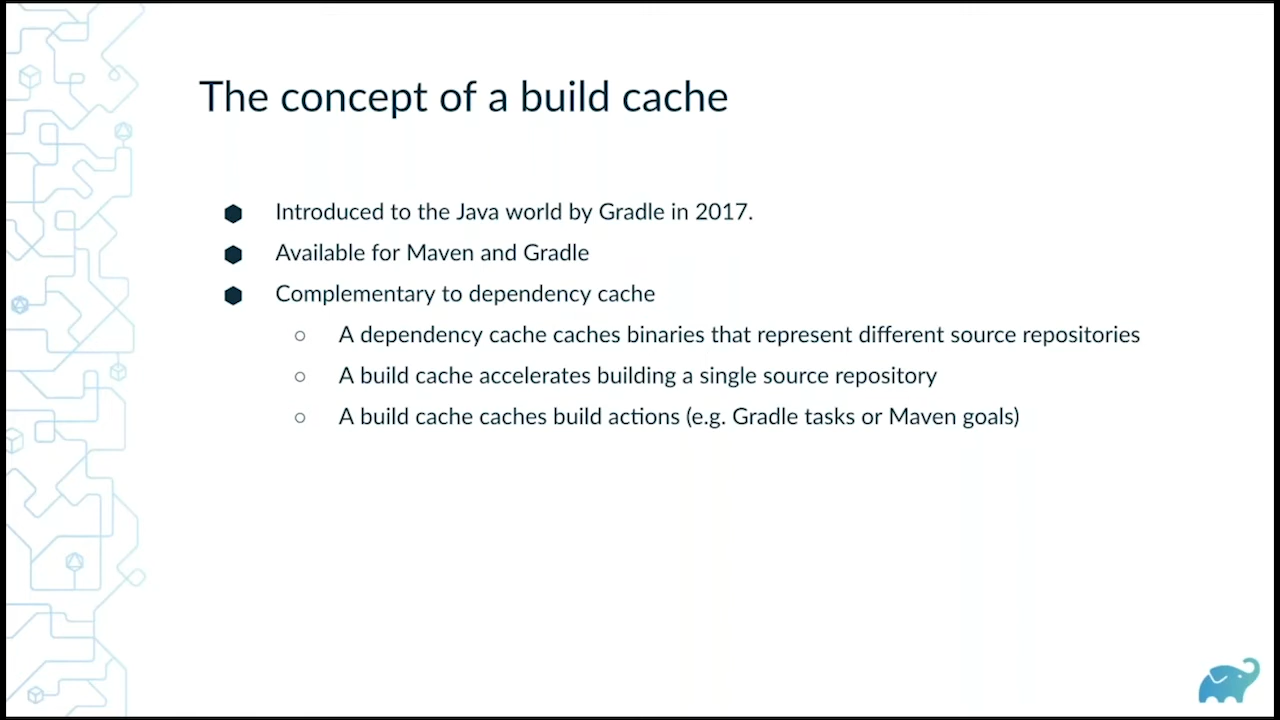 The concept of a build cache
Introduced to the Java world by Gradle in 2017.
Available for Maven and Gradle
Complementary to dependency cache
A dependency cache caches binaries that represent different source repositories
A build cache accelerates building a single source repository
A build cache caches build actions (e.g. Gradle tasks or Maven goals)